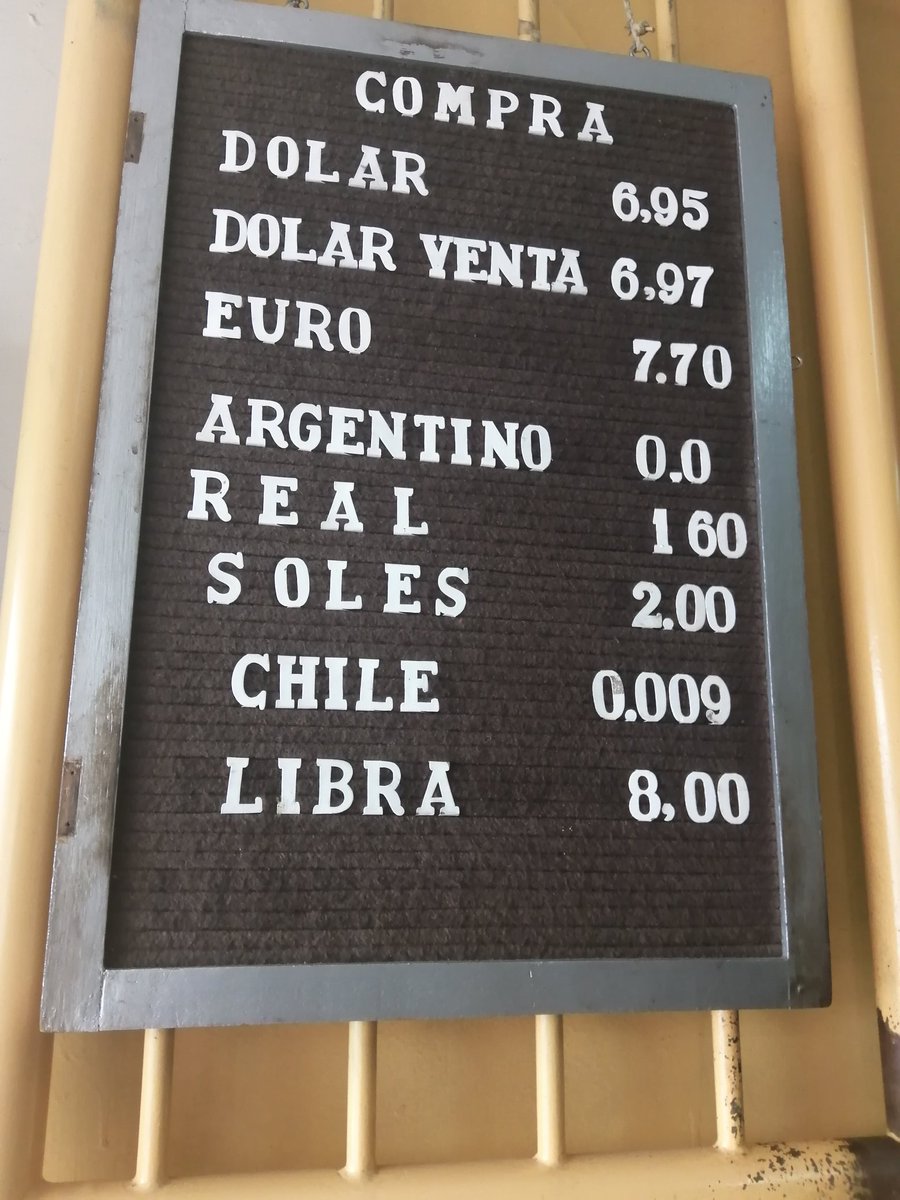 COMPRA
DOLAR 6,95
DOLAR VENTA 6,97
EURO 7.70
ARGENTINO 0.0
REAL 1 60
SOLES 2.00
CHILE 0.009
LIBRA 8,00